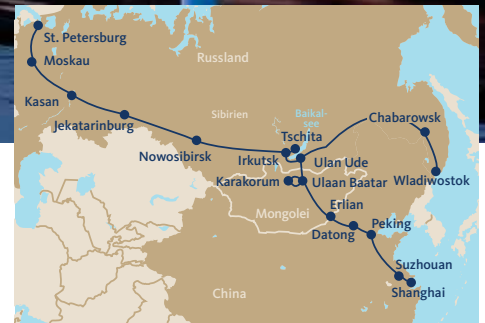 St. Petersburg
Moskau
Russland
Kasan
Jekatarinburg
Sibirien
Baikal-
see
Chabarowsk
Tschita
Nowosibirsk
Irkutsk
Ulan Ude
Karakorum
Ulaan Baatar
Wladiwostok
Erlian
Mongolei
Peking
Datong
Suzhouan
China
Shanghai